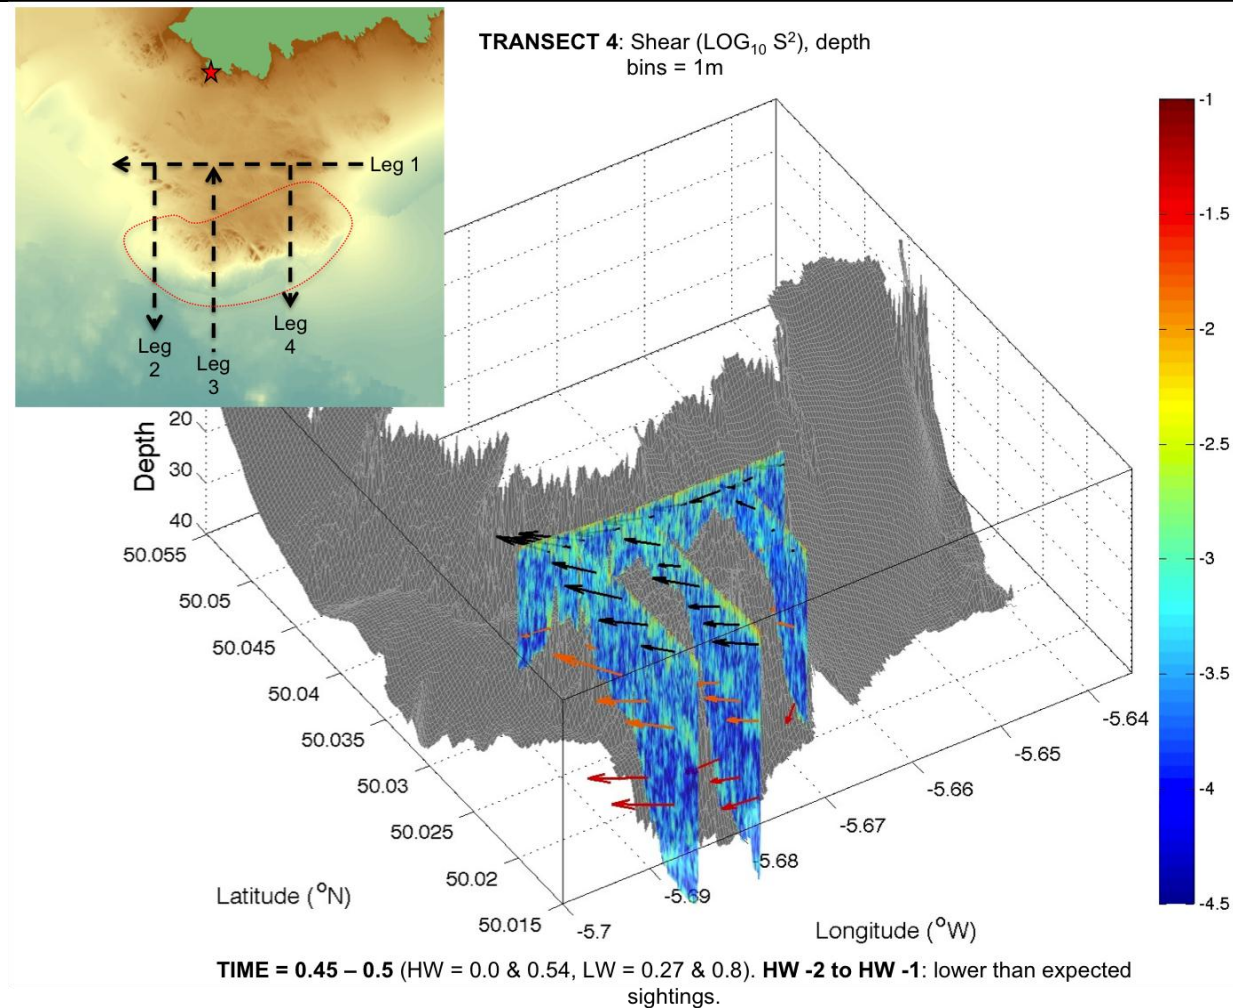 TRANSECT 4: Shear (LOG10 S2), depth
bins = 1m
Leg 1
Leg
2
Leg
3
Leg
4
-1
-1.5
-2
-2.5
-3
-3.5
-4
-4.5
Depth
20
30
40
50.055
50.05
50.045
50.04
50.035
50.03
50.025
50.02
50.015
Latitude (oN)
-5.7
-5.69
-5.68
-5.67
-5.66
-5.65
-5.64
Longitude (oW)
TIME = 0.45 – 0.5 (HW = 0.0 & 0.54, LW = 0.27 & 0.8). HW -2 to HW -1: lower than expected
sightings.